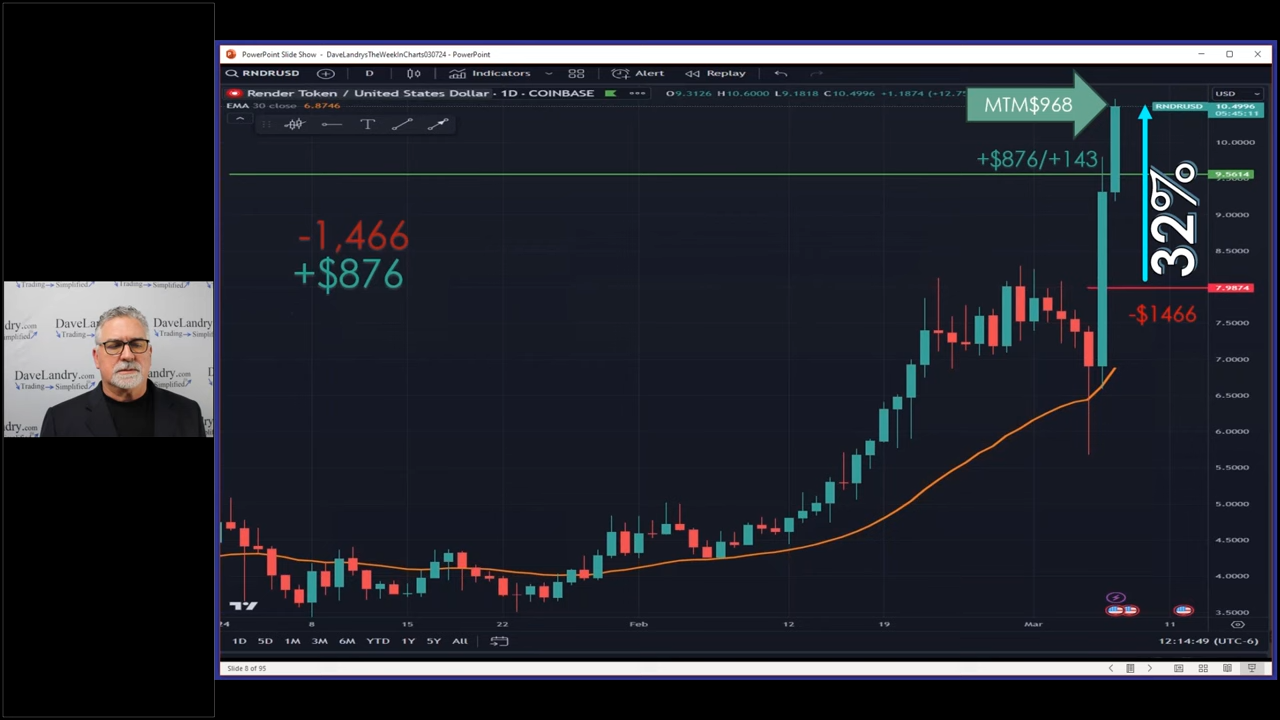 PowerPoint Slide Show - DaveLandrysTheWeekInCharts030724 - PowerPoint
RNDRUSD D Indicators Alert Replay
Render Token / United States Dollar - 1D - COINBASE O9.3126 H10.6000 L9.1818 C10.4996 +1.1874 (+12.7
EMA 30 close 6.8746
T
USD
MTM$968
RNDRUSD 10.4996
05:45:11
10.0000
+$876/+143
9.5614
9.0000
32%
-1,466
+$876
8.5000
7.9874
-$1466
7.5000
7.0000
6.5000
6.0000
5.5000
5.0000
4.5000
4.0000
3.5000
24 8 15 22 Feb 12 19 Mar 11
1D 5D 1M 3M 6M YTD 1Y 5Y All
12:14:49 (UTC-6)
Slide 8 of 95
DaveLandry.com
Trading Simplified